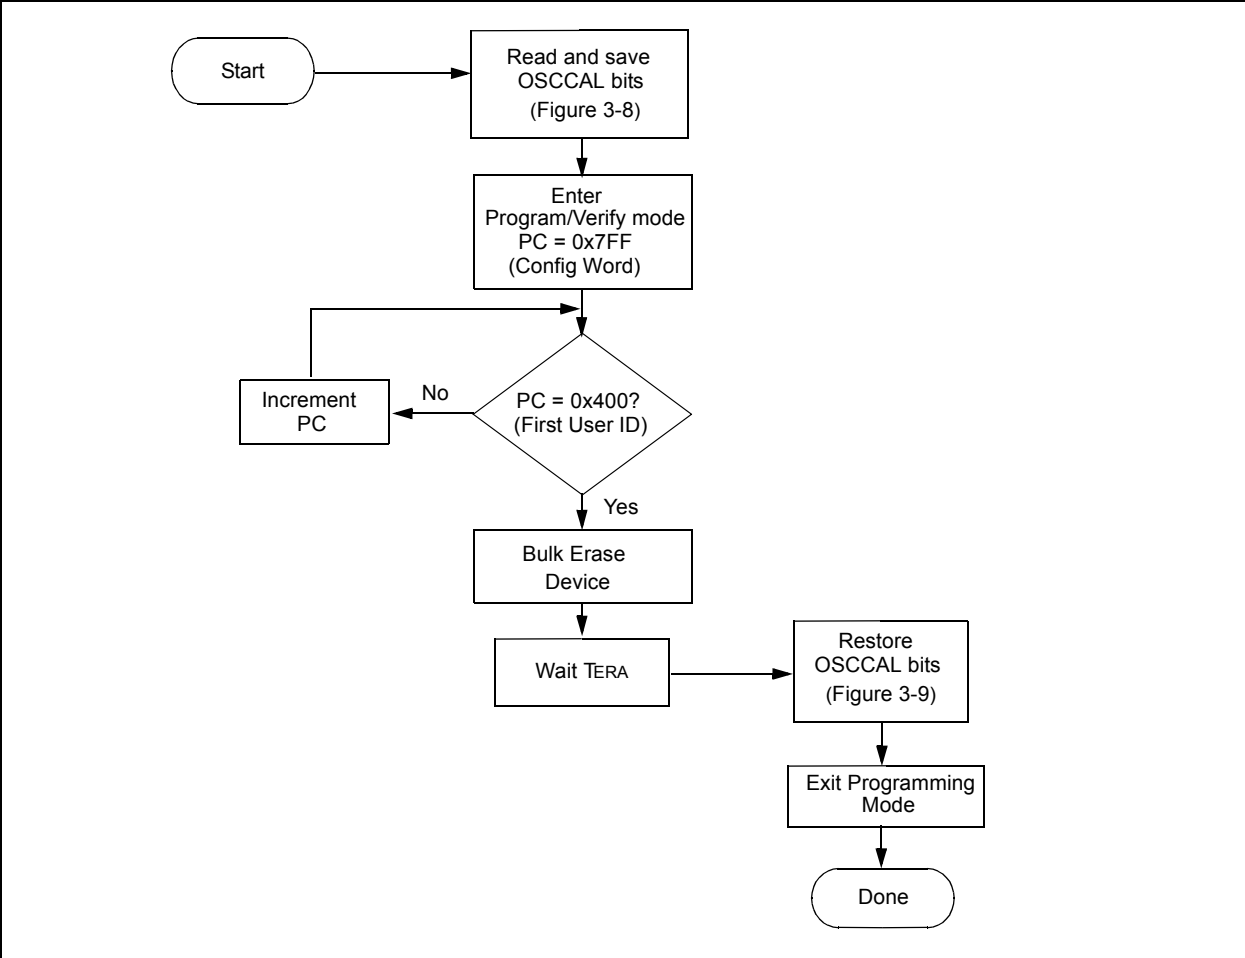 Start
Read and save
OSCCAL bits
(Figure 3-8)
Enter
Program/Verify mode
PC = 0x7FF
(Config Word)
Increment
PC
No
PC = 0x400?
(First User ID)
Yes
Bulk Erase
Device
Wait TERA
Restore
OSCCAL bits
(Figure 3-9)
Exit Programming
Mode
Done